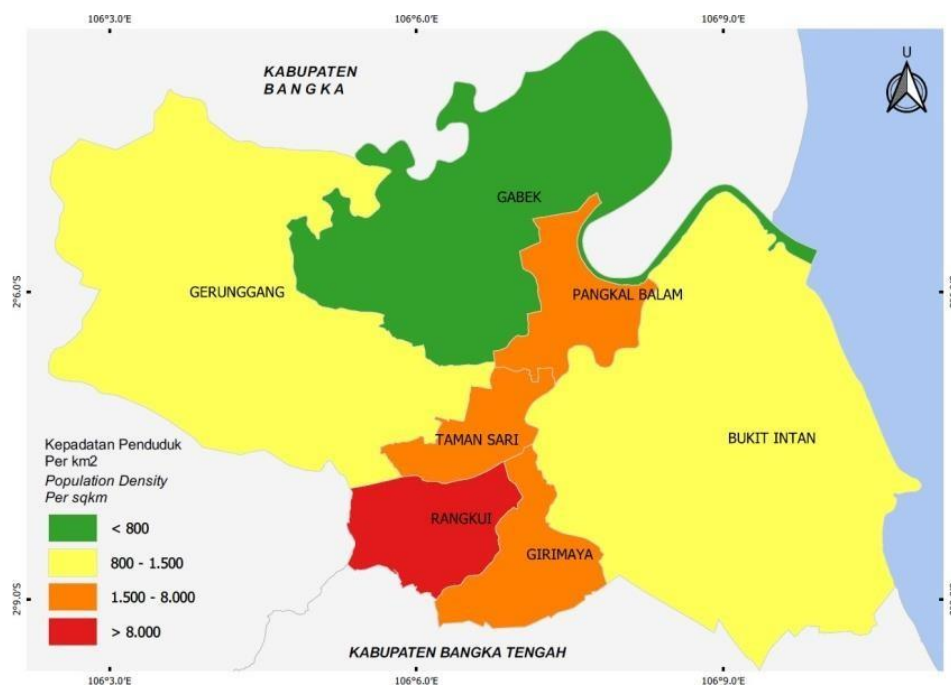 106°3.0'E
106°6.0'E
106°9.0'E
U
KABUPATEN
BANGKA
GABEK
GERUNGGANG
PANGKAL BALAM
2°6.0'S
TAMAN SARI
BUKIT INTAN
Kepadatan Penduduk
Per km2
Population Density
Per sqkm
< 800
800 - 1.500
1.500 - 8.000
> 8.000
RANGKUI
GIRIMAYA
2°9.0'S
KABUPATEN BANGKA TENGAH
106°3.0'E
106°6.0'E
106°9.0'E